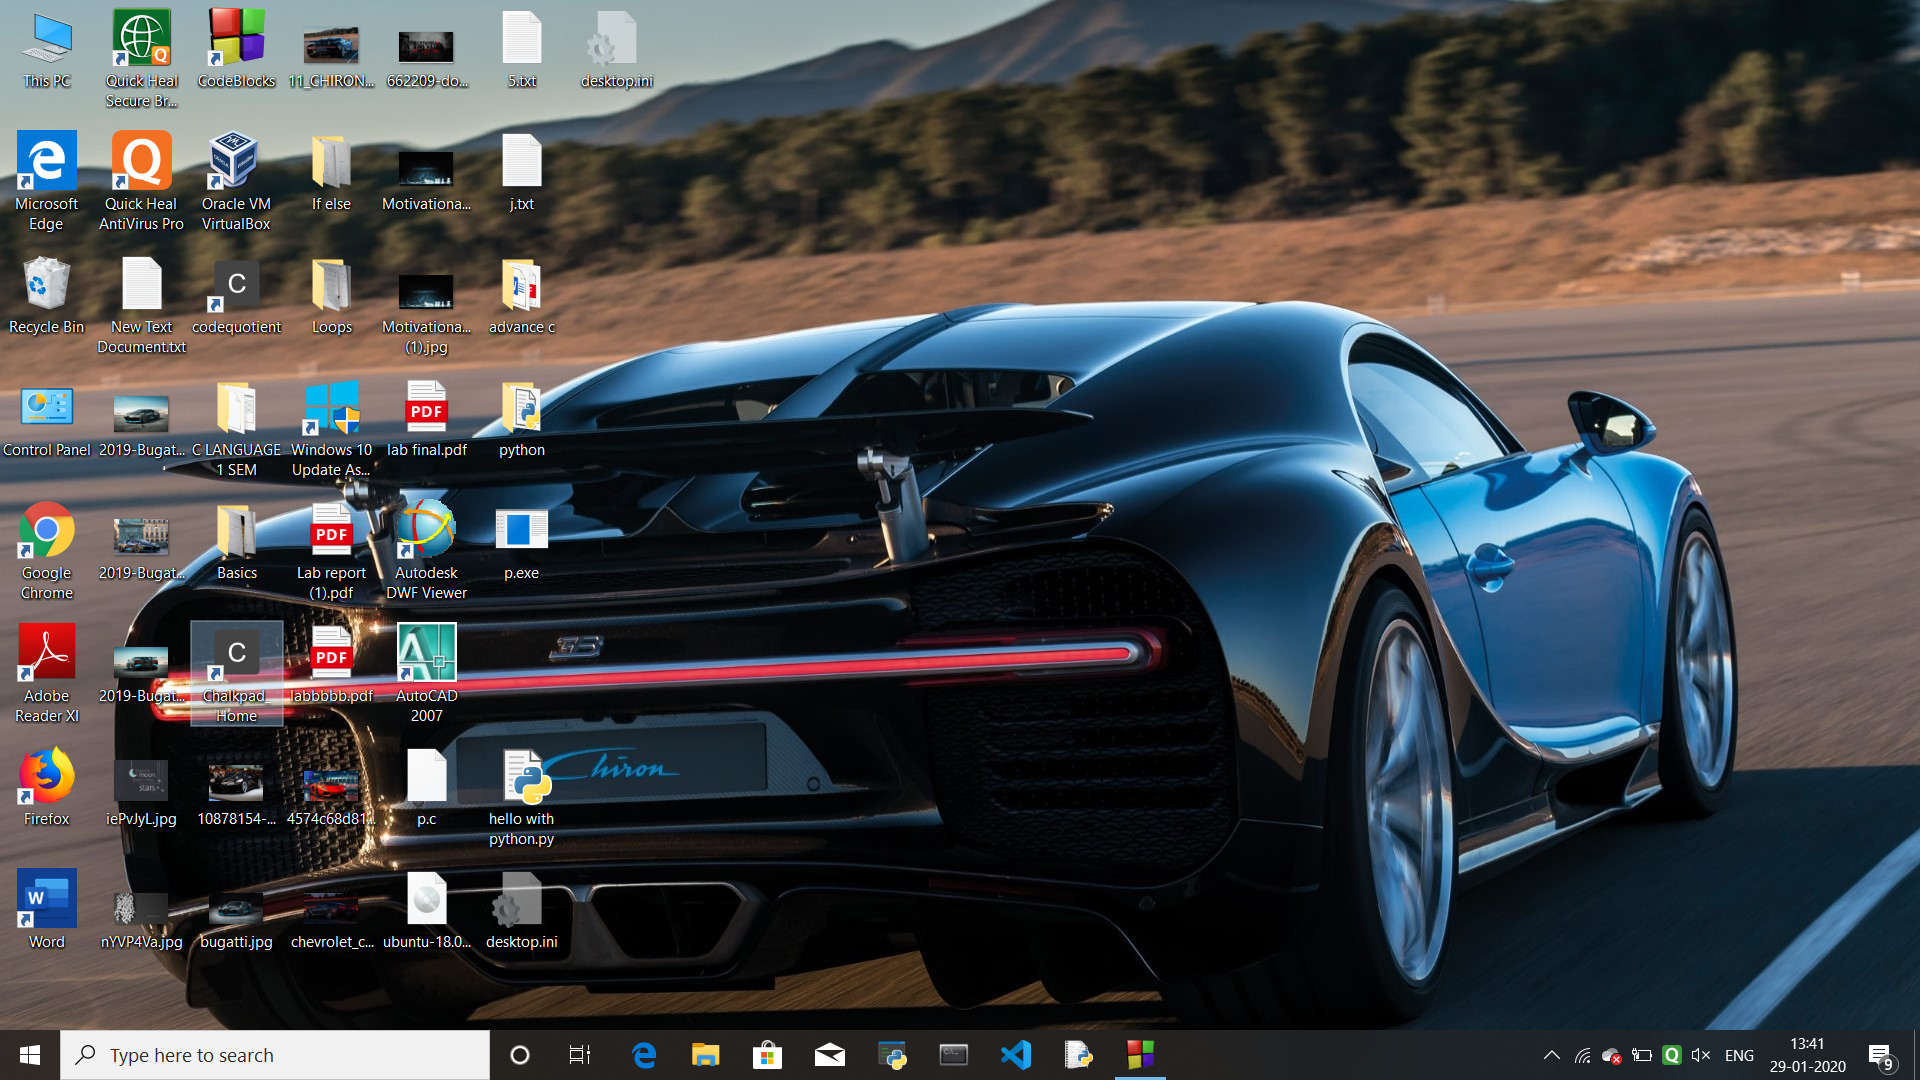 This PC
Quick Heal
Secure Br...
CodeBlocks
11_CHIRON...
662209-do...
5.txt
desktop.ini
Microsoft
Edge
Quick Heal
AntiVirus Pro
Oracle VM
VirtualBox
If else
Motivationa...
j.txt
Recycle Bin
New Text
Document.txt
C
codequotient
Loops
Motivationa...
(1).jpg
advance c
Control Panel
2019-Bugat...
C LANGUAGE
1 SEM
Windows 10
Update As...
PDF
lab final.pdf
python
Google
Chrome
2019-Bugat...
Basics
PDF
Lab report
(1).pdf
Autodesk
DWF Viewer
p.exe
Adobe
Reader XI
2019-Bugat...
C
Chalkpad_
Home
PDF
labbbbb.pdf
AutoCAD
2007
Firefox
iePvJyL.jpg
10878154-...
4574c68d81...
p.c
hello with
python.py
Chiron
W
Word
nYVP4Va.jpg
bugatti.jpg
chevrolet_c...
ubuntu-18.0...
desktop.ini
Type here to search
ENG
13:41
29-01-2020
9